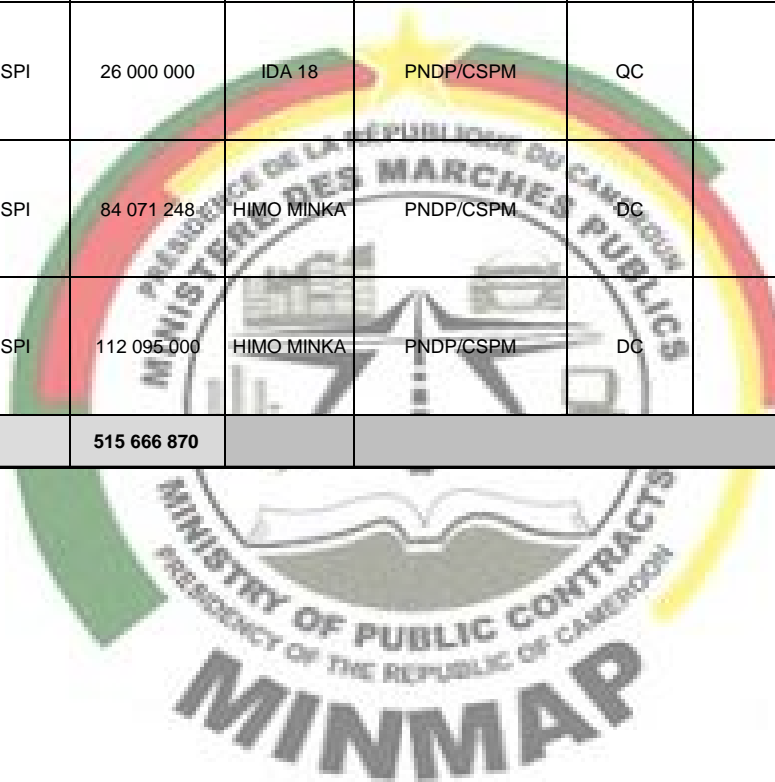 SPI 26 000 000 IDA 18 PNDP/CSPM QC
SPI 84 071 248 HIMO MINKA PNDP/CSPM DC
SPI 112 095 000 HIMO MINKA PNDP/CSPM DC
515 666 870
PRESIDENCE DE LA REPUBLIQUE DU CAMEROUN
MINISTERE DES MARCHES PUBLICS
MINISTRY OF PUBLIC CONTRACTS
PRESIDENCY OF THE REPUBLIC OF CAMEROON
MINMAP